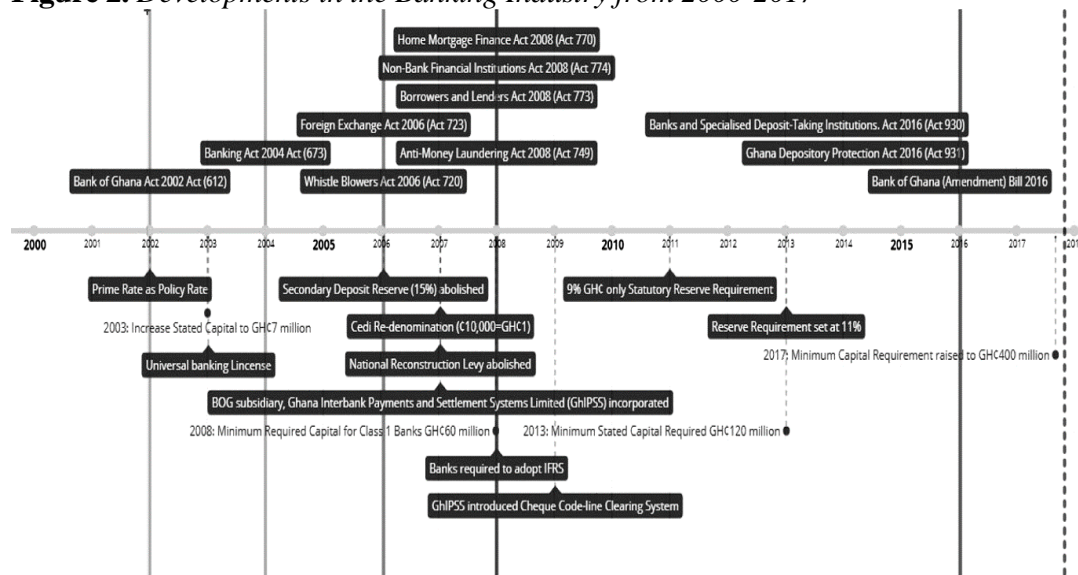 Figure 2. Developments in the Banking Industry from 2000-2017
Home Mortgage Finance Act 2008 (Act 770)
Non-Bank Financial Institutions Act 2008 (Act 774)
Borrowers and Lenders Act 2008 (Act 773)
Foreign Exchange Act 2006 (Act 723)
Banks and Specialised Deposit-Taking Institutions. Act 2016 (Act 930)
Banking Act 2004 Act (673)
Anti-Money Laundering Act 2008 (Act 749)
Ghana Depository Protection Act 2016 (Act 931)
Bank of Ghana Act 2002 Act (612)
Whistle Blowers Act 2006 (Act 720)
Bank of Ghana (Amendment) Bill 2016
2000 2001 2002 2003 2004 2005 2006 2007 2008 2009 2010 2011 2012 2013 2014 2015 2016 2017 201
Prime Rate as Policy Rate
Secondary Deposit Reserve (15%) abolished
9% GH¢ only Statutory Reserve Requirement
2003: Increase Stated Capital to GH¢7 million
Cedi Re-denomination (¢10,000=GH¢1)
Reserve Requirement set at 11%
2017: Minimum Capital Requirement raised to GH¢400 million
Universal banking Lincense
National Reconstruction Levy abolished
BOG subsidiary, Ghana Interbank Payments and Settlement Systems Limited (GhIPSS) incorporated
2008: Minimum Required Capital for Class 1 Banks GH¢60 million
2013: Minimum Stated Capital Required GH¢120 million
Banks required to adopt IFRS
GhIPSS introduced Cheque Code-line Clearing System